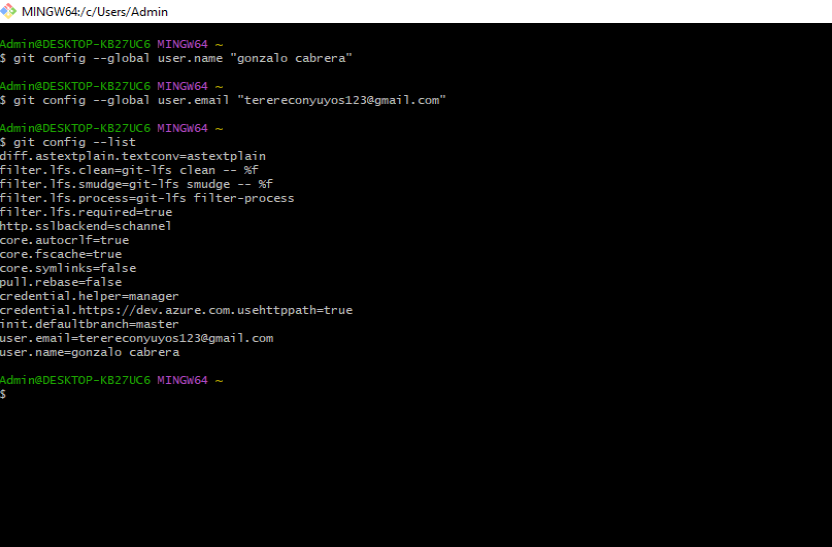 MINGW64:/c/Users/Admin
Admin@DESKTOP-KB27UC6 MINGW64 ~
$ git config --global user.name "gonzalo cabrera"
Admin@DESKTOP-KB27UC6 MINGW64 ~
$ git config --global user.email "terereconyuyos123@gmail.com"
Admin@DESKTOP-KB27UC6 MINGW64 ~
$ git config --list
diff.astextplain.textconv=astextplain
filter.lfs.clean=git-lfs clean -- %f
filter.lfs.smudge=git-lfs smudge -- %f
filter.lfs.process=git-lfs filter-process
filter.lfs.required=true
http.sslbackend=schannel
core.autocrlf=true
core.fscache=true
core.symlinks=false
pull.rebase=false
credential.helper=manager
credential.https://dev.azure.com.usehttppath=true
init.defaultbranch=master
user.email=terereconyuyos123@gmail.com
user.name=gonzalo cabrera
Admin@DESKTOP-KB27UC6 MINGW64 ~
$